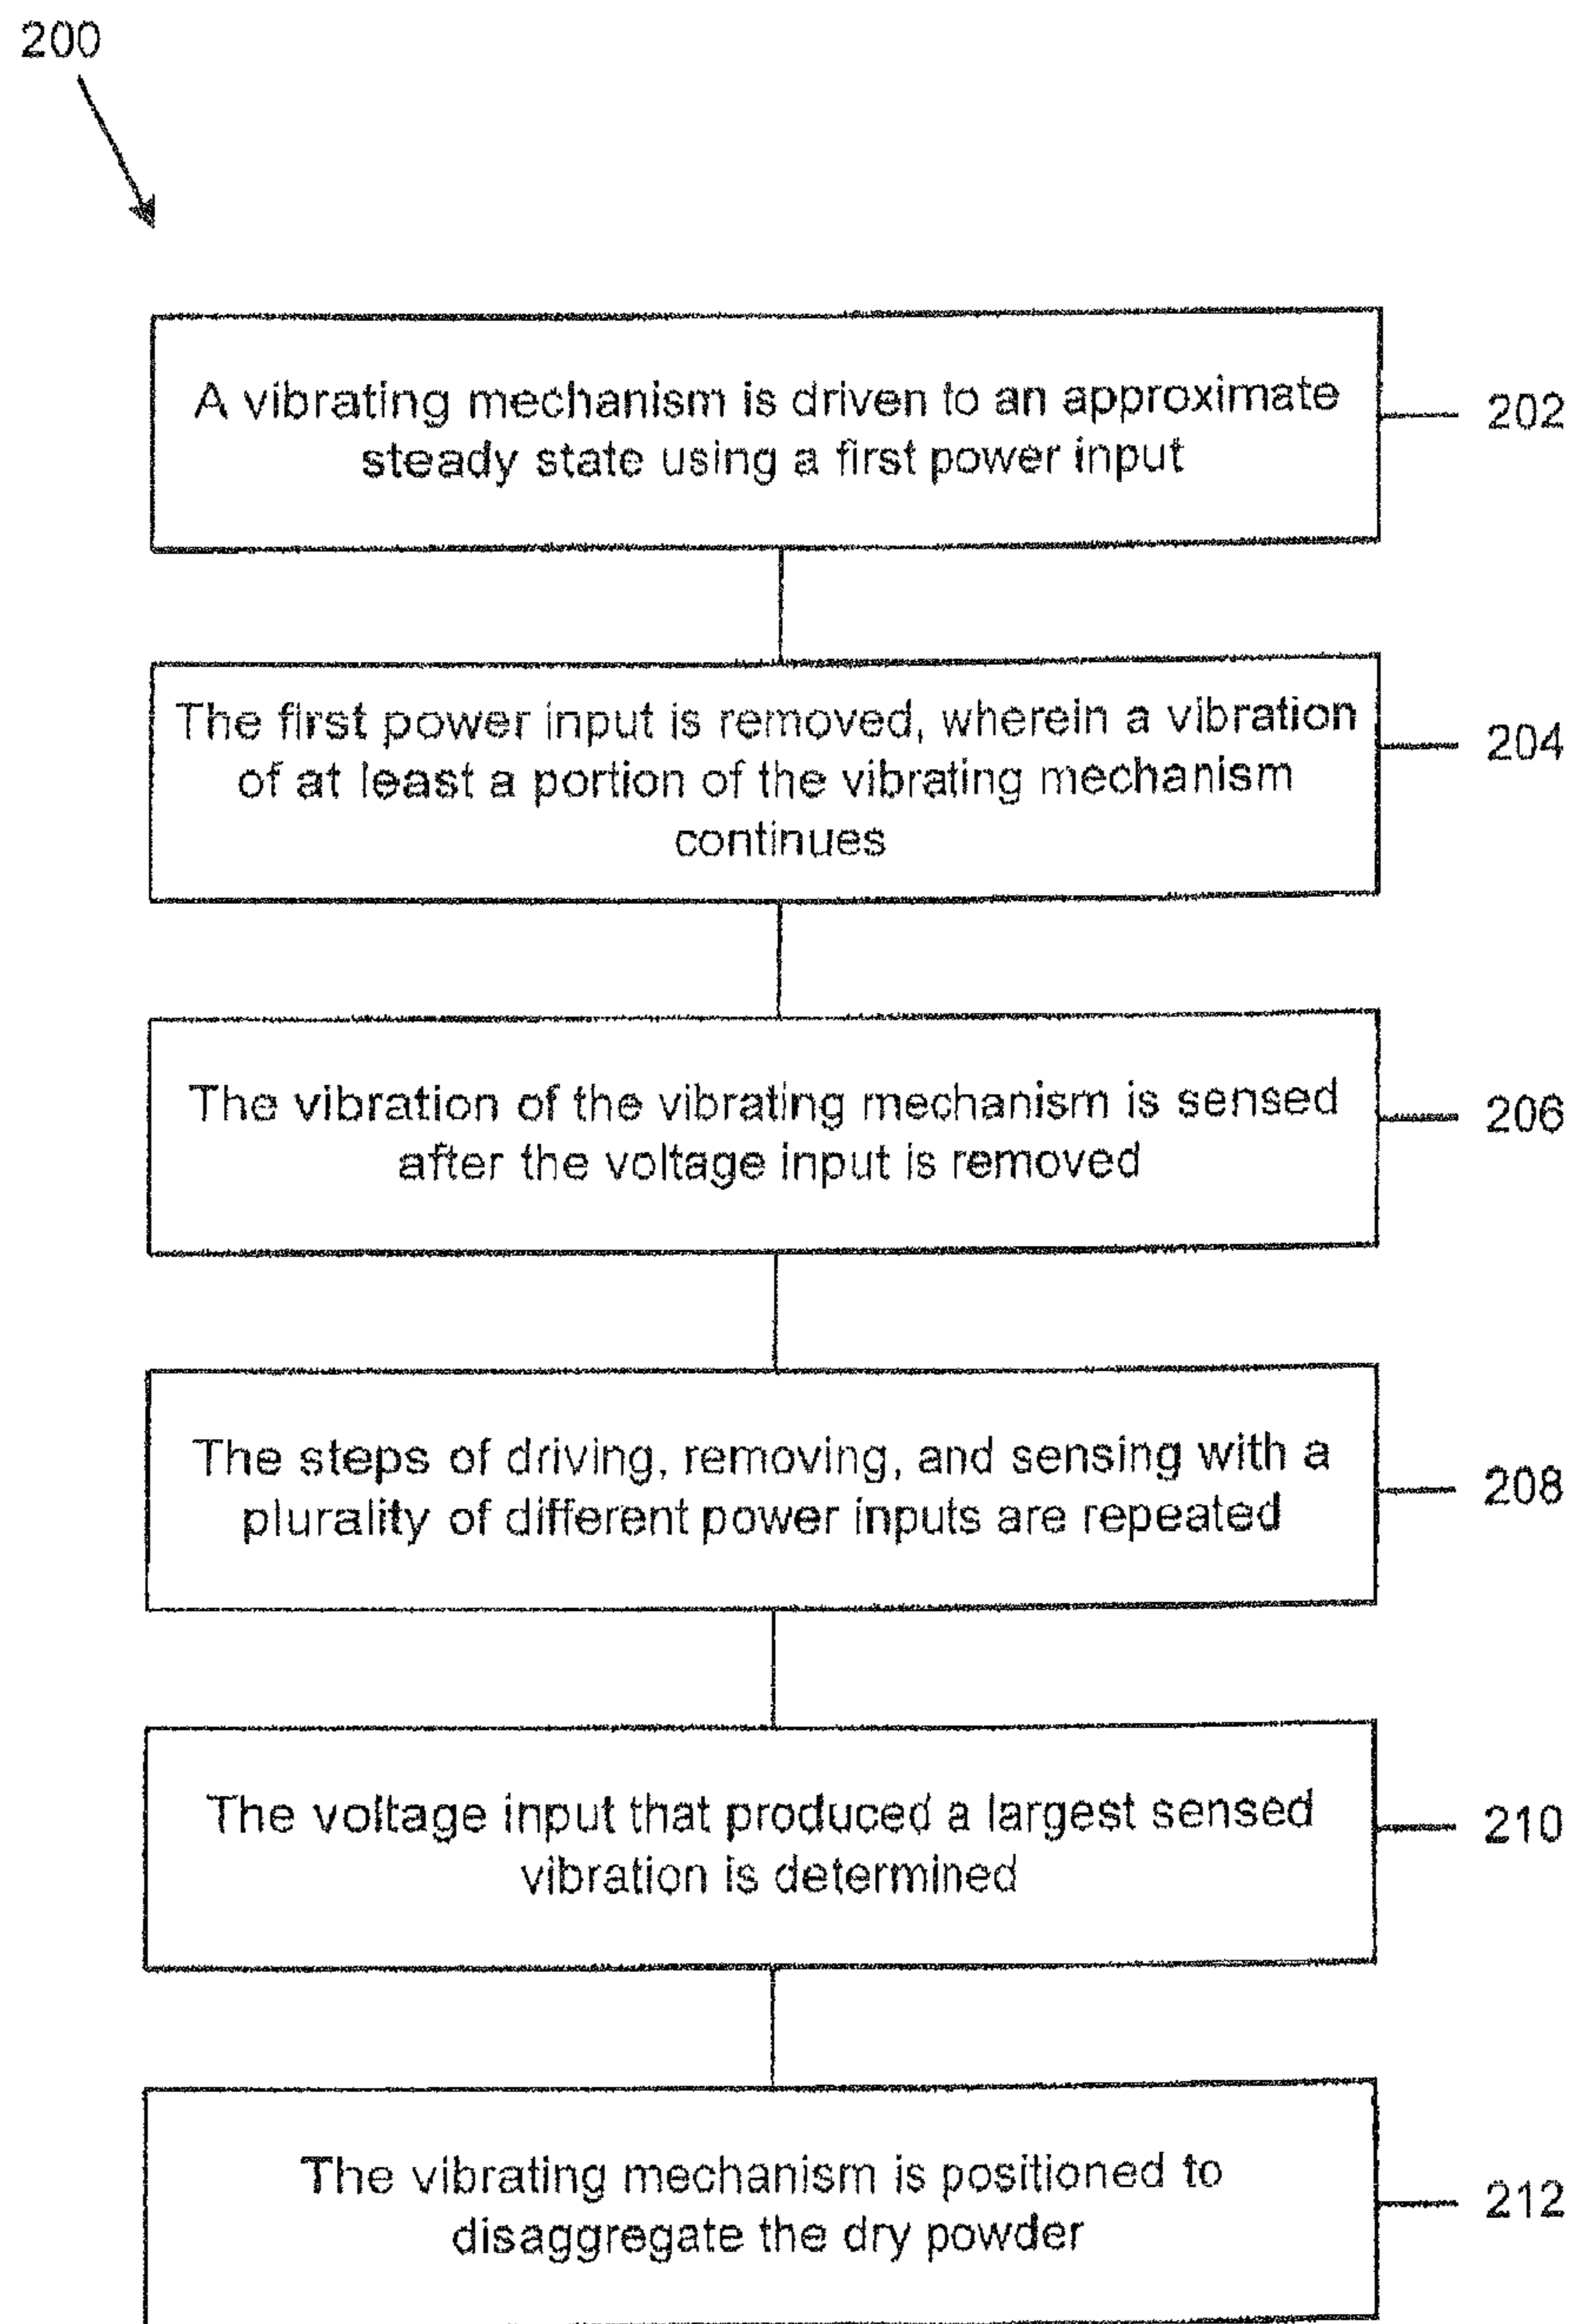 200
A vibrating mechanism is driven to an approximate
steady state using a first power input
202
The first power input is removed, wherein a vibration
of at least a portion of the vibrating mechanism
continues
204
The vibration of the vibrating mechanism is sensed
after the voltage input is removed
206
The steps of driving, removing, and sensing with a
plurality of different power inputs are repeated
208
The voltage input that produced a largest sensed
vibration is determined
210
The vibrating mechanism is positioned to
disaggregate the dry powder
212